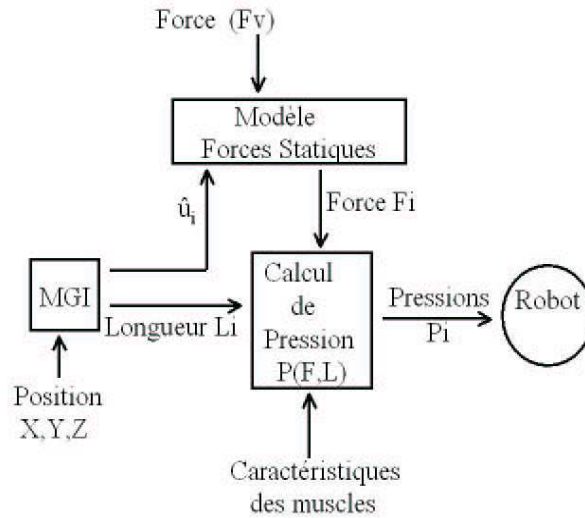 Force (Fv)
Modèle
Forces Statiques
û_i
Force Fi
MGI
Longueur Li
Calcul
de
Pression
P(F,L)
Pressions
Pi
Robot
Position
X,Y,Z
Caractéristiques
des muscles